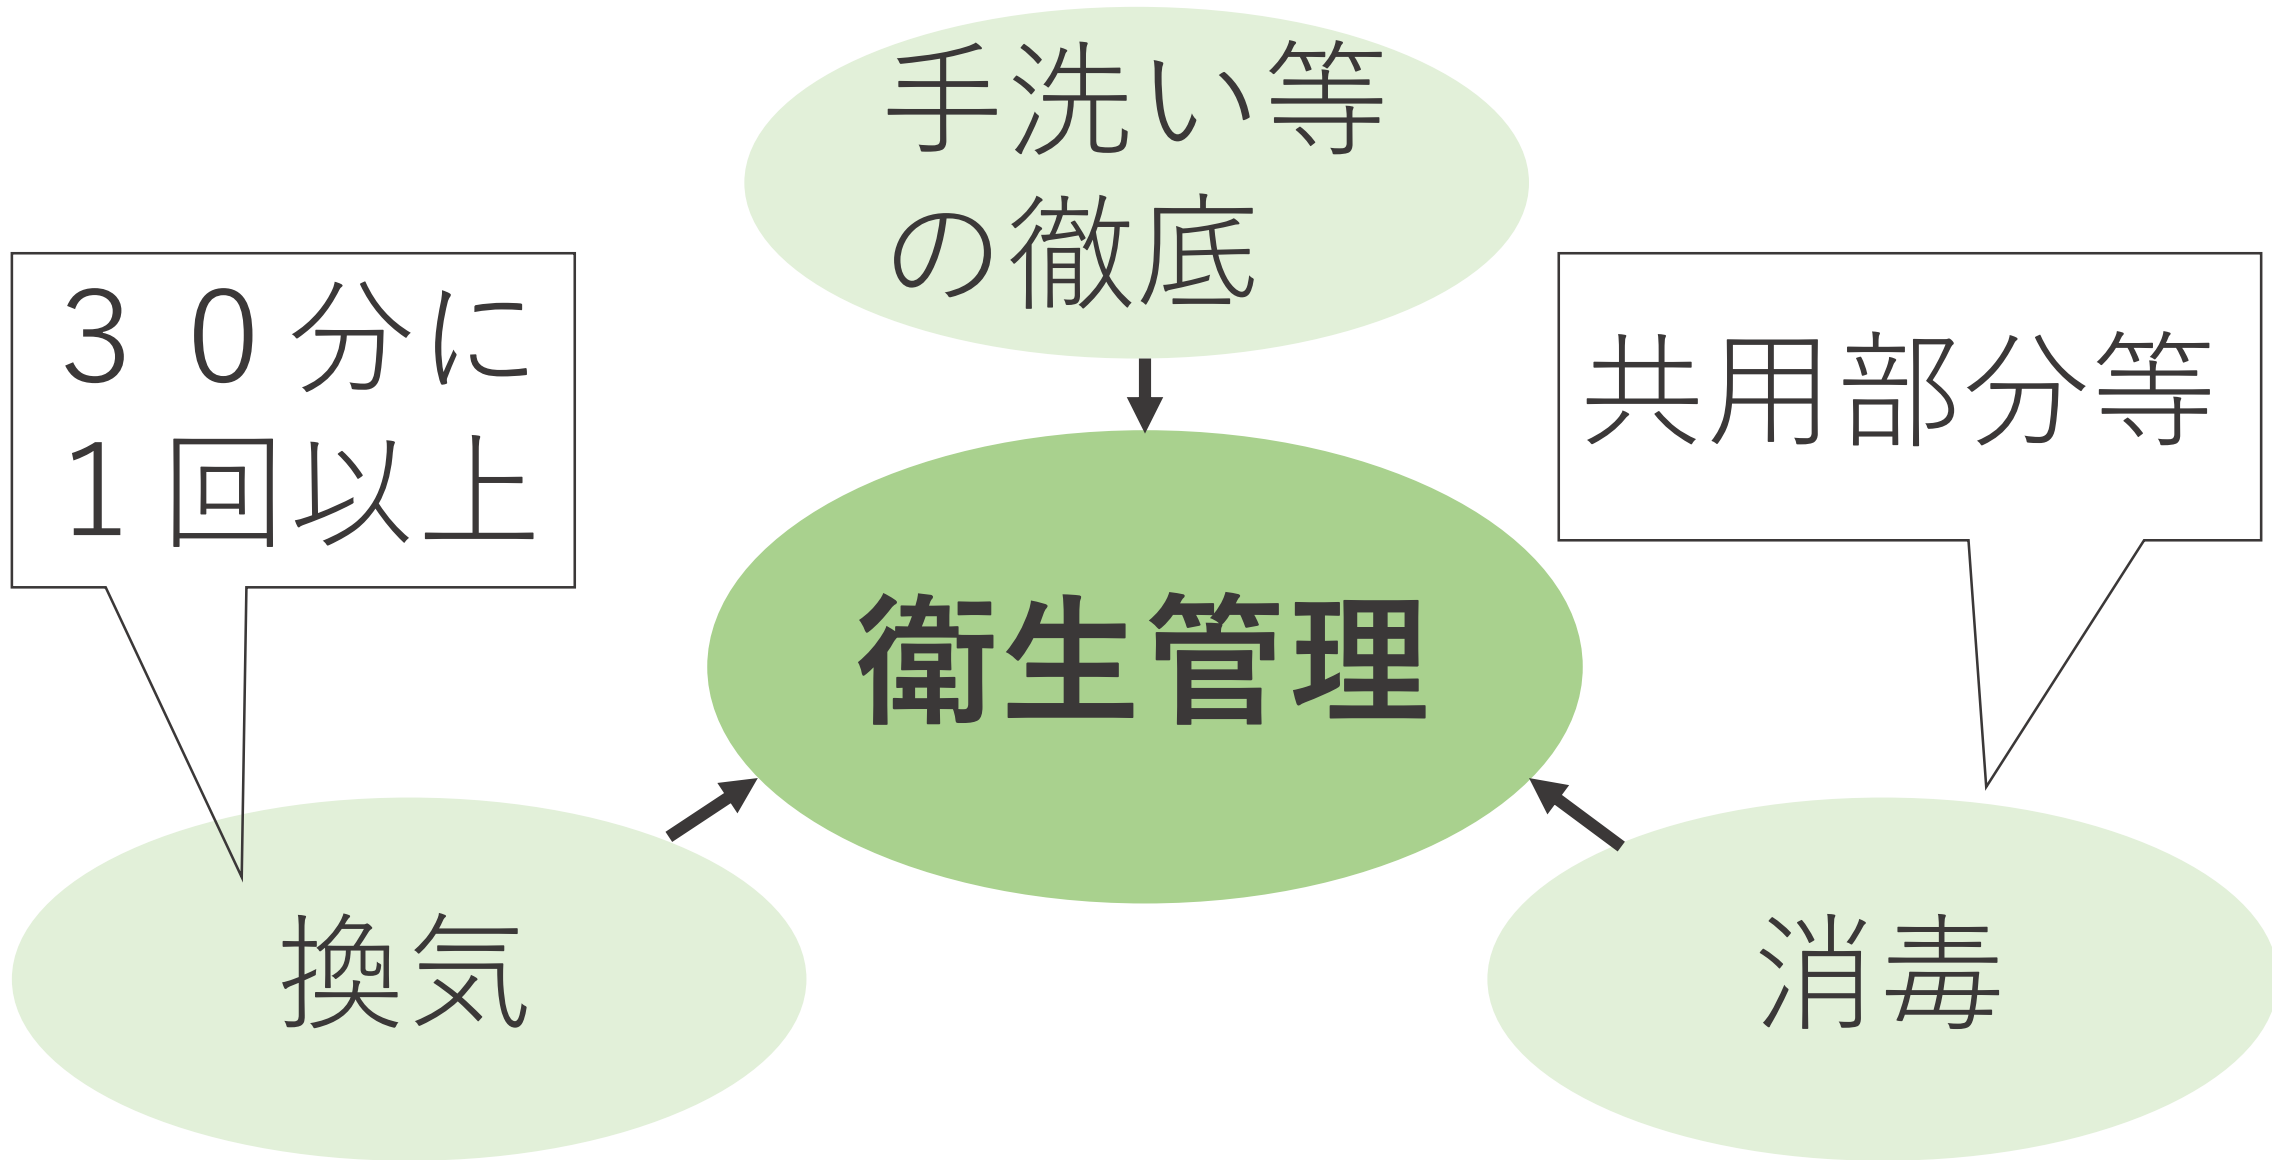 手洗い等
の徹底
３０分に
１回以上
共用部分等
衛生管理
換気
消毒